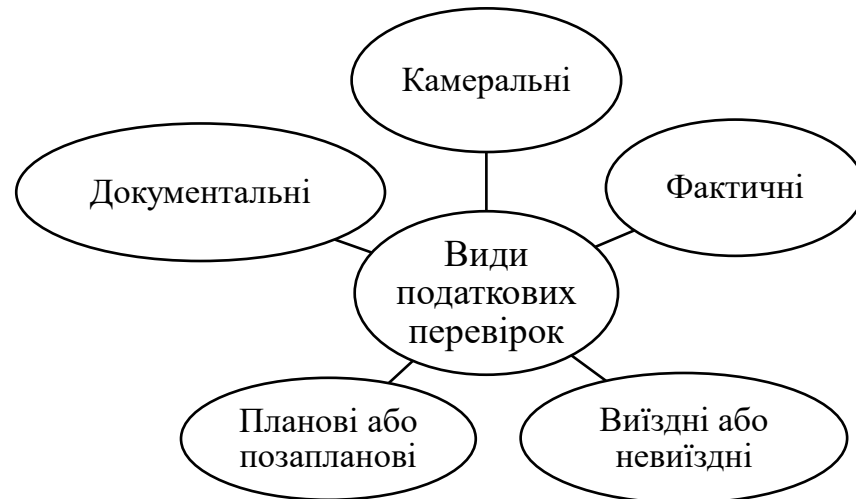 Камеральні
Документальні
Фактичні
Види
податкових
перевірок
Планові або
позапланові
Виїздні або
невиїздні